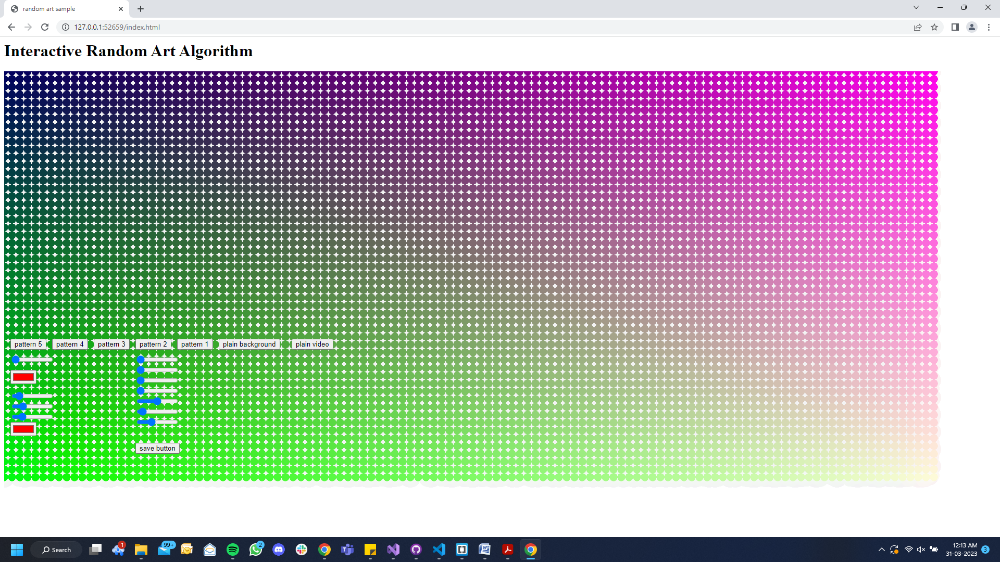 random art sample
127.0.0.1:52659/index.html
Interactive Random Art Algorithm
pattern 5 pattern 4 pattern 3 pattern 2 pattern 1 plain background plain video
save button
Search 1 99+ 2 12:13 AM 3
31-03-2023